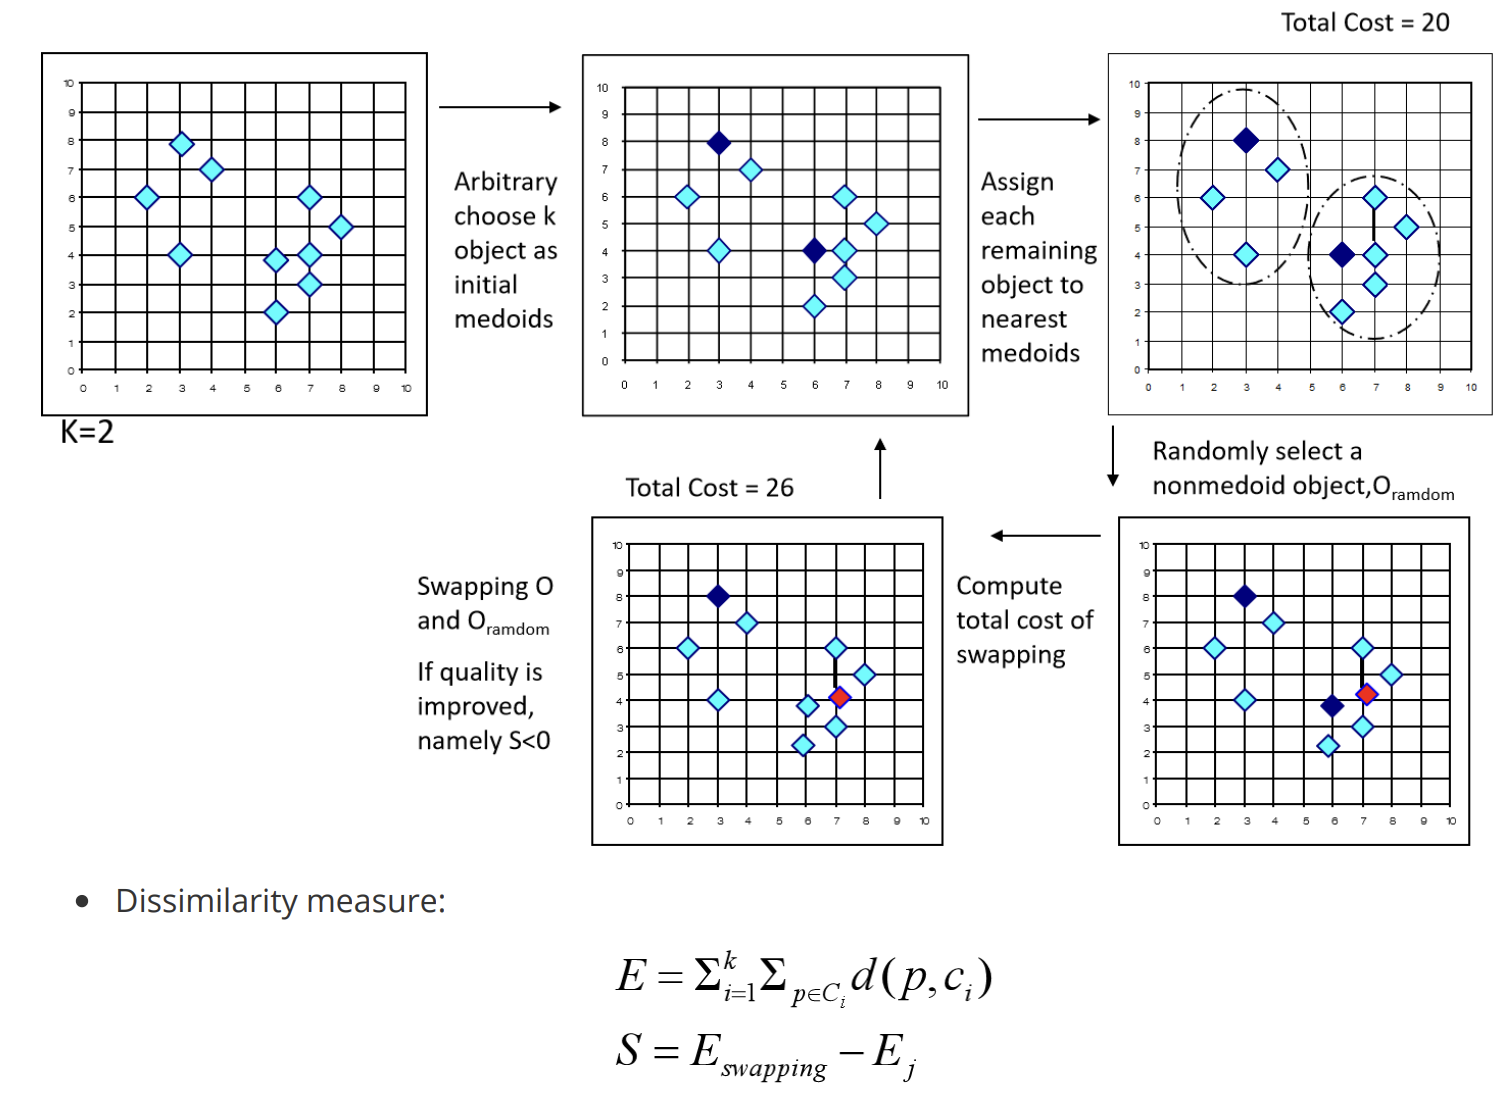 Total Cost = 20
10
9
8
7
6
5
4
3
2
1
0
0 1 2 3 4 5 6 7 8 9 10
K=2
Arbitrary
choose k
object as
initial
medoids
10
9
8
7
6
5
4
3
2
1
0
0 1 2 3 4 5 6 7 8 9 10
Assign
each
remaining
object to
nearest
medoids
10
9
8
7
6
5
4
3
2
1
0
0 1 2 3 4 5 6 7 8 9 10
Randomly select a
nonmedoid object,Oramdom
10
9
8
7
6
5
4
3
2
1
0
0 1 2 3 4 5 6 7 8 9 10
Compute
total cost of
swapping
Total Cost = 26
10
9
8
7
6
5
4
3
2
1
0
0 1 2 3 4 5 6 7 8 9 10
Swapping O
and Oramdom
If quality is
improved,
namely S<0
• Dissimilarity measure:
E = Σ^k_{i=1} Σ_{p∈C_i} d(p, c_i)
S = E_{swapping} − E_j